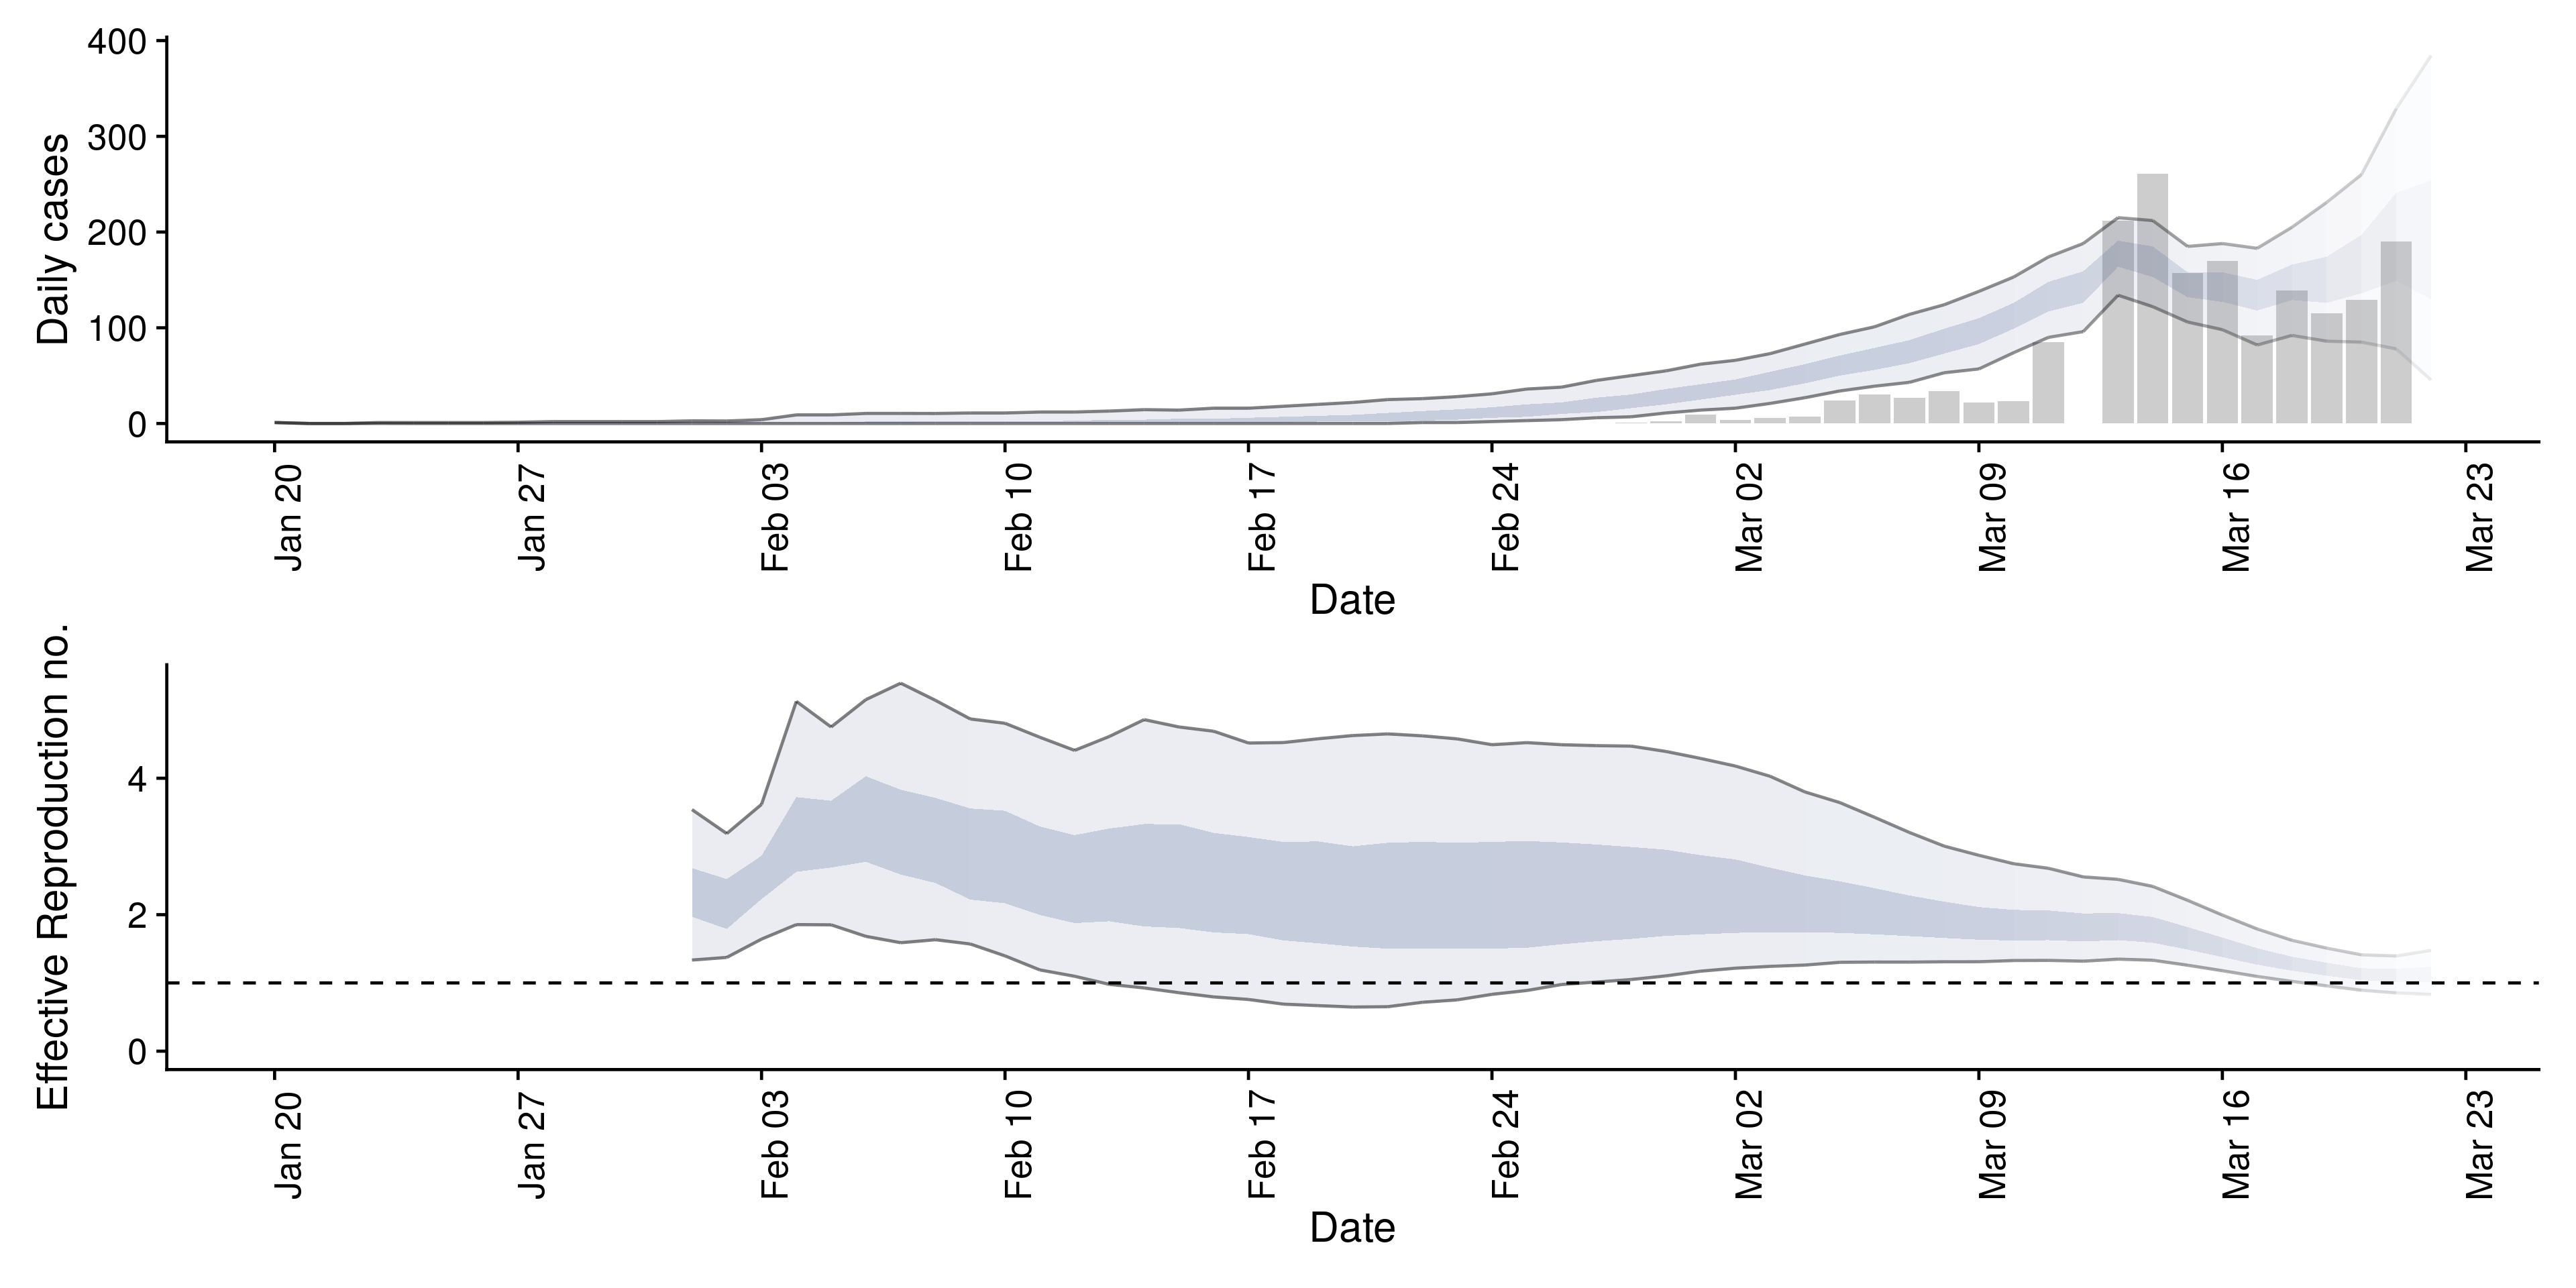 Daily cases
400
300
200
100
0
Jan 20
Jan 27
Feb 03
Feb 10
Feb 17
Feb 24
Mar 02
Mar 09
Mar 16
Mar 23
Date
Effective Reproduction no.
4
2
0
Jan 20
Jan 27
Feb 03
Feb 10
Feb 17
Feb 24
Mar 02
Mar 09
Mar 16
Mar 23
Date